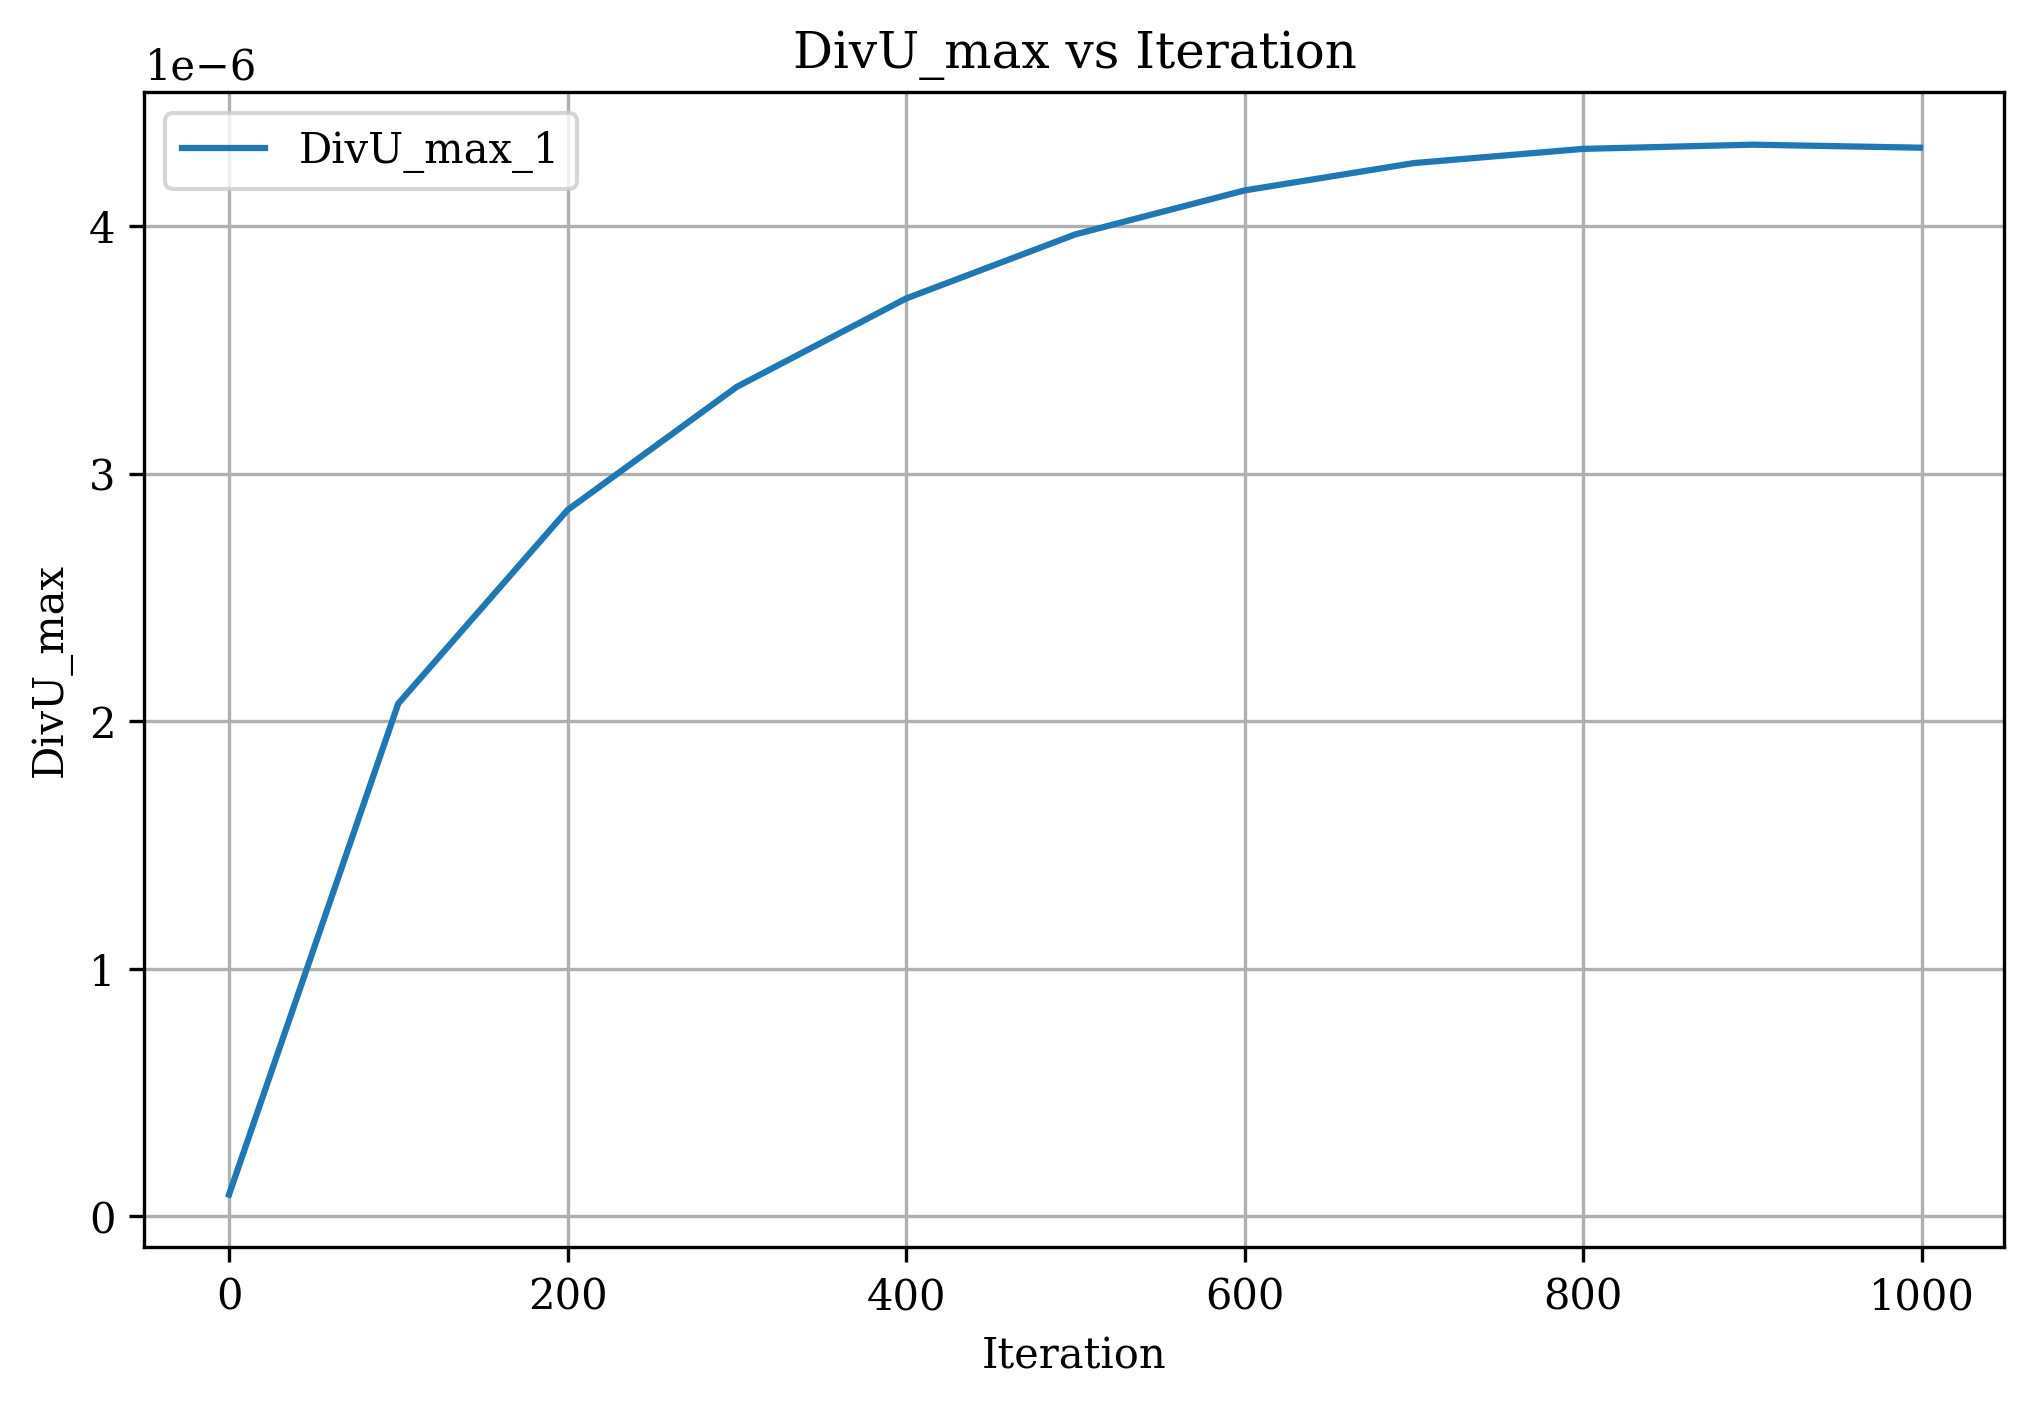 DivU_max vs Iteration
1e−6
DivU_max_1
4
3
2
1
0
DivU_max
0 200 400 600 800 1000
Iteration